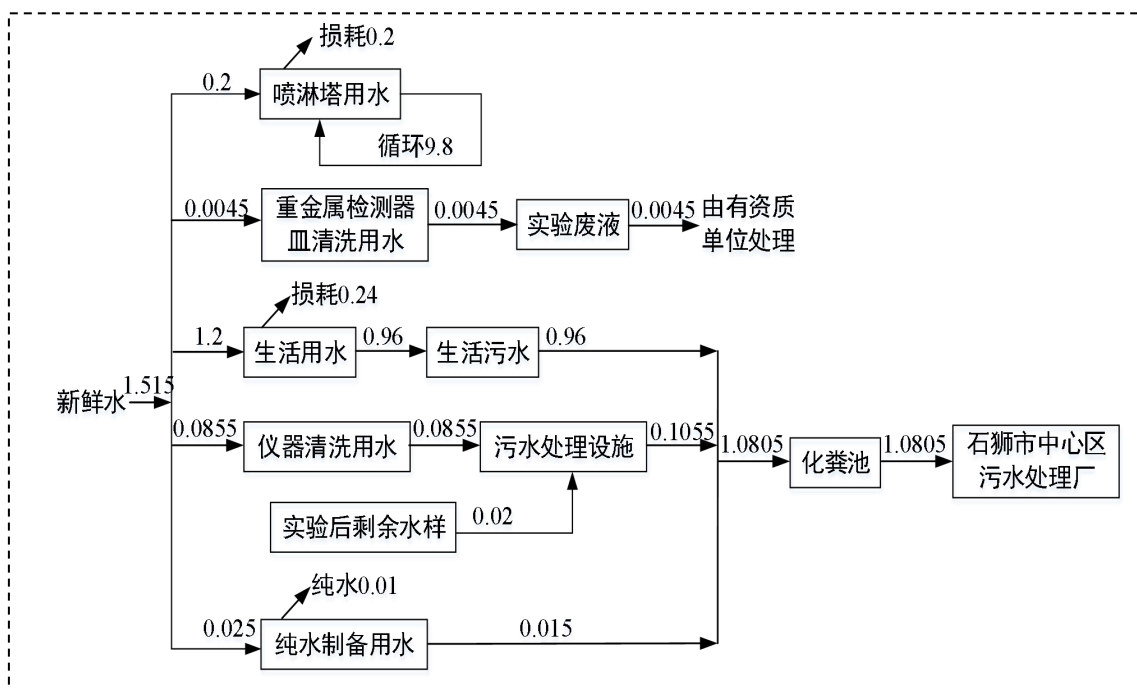 损耗0.2
0.2
喷淋塔用水
循环9.8
0.0045
重金属检测器
皿清洗用水
0.0045
实验废液
0.0045
由有资质
单位处理
损耗0.24
1.2
生活用水
0.96
生活污水
0.96
新鲜水
1.515
0.0855
仪器清洗用水
0.0855
污水处理设施
0.1055
1.0805
化粪池
1.0805
石狮市中心区
污水处理厂
实验后剩余水样
0.02
纯水0.01
0.025
纯水制备用水
0.015